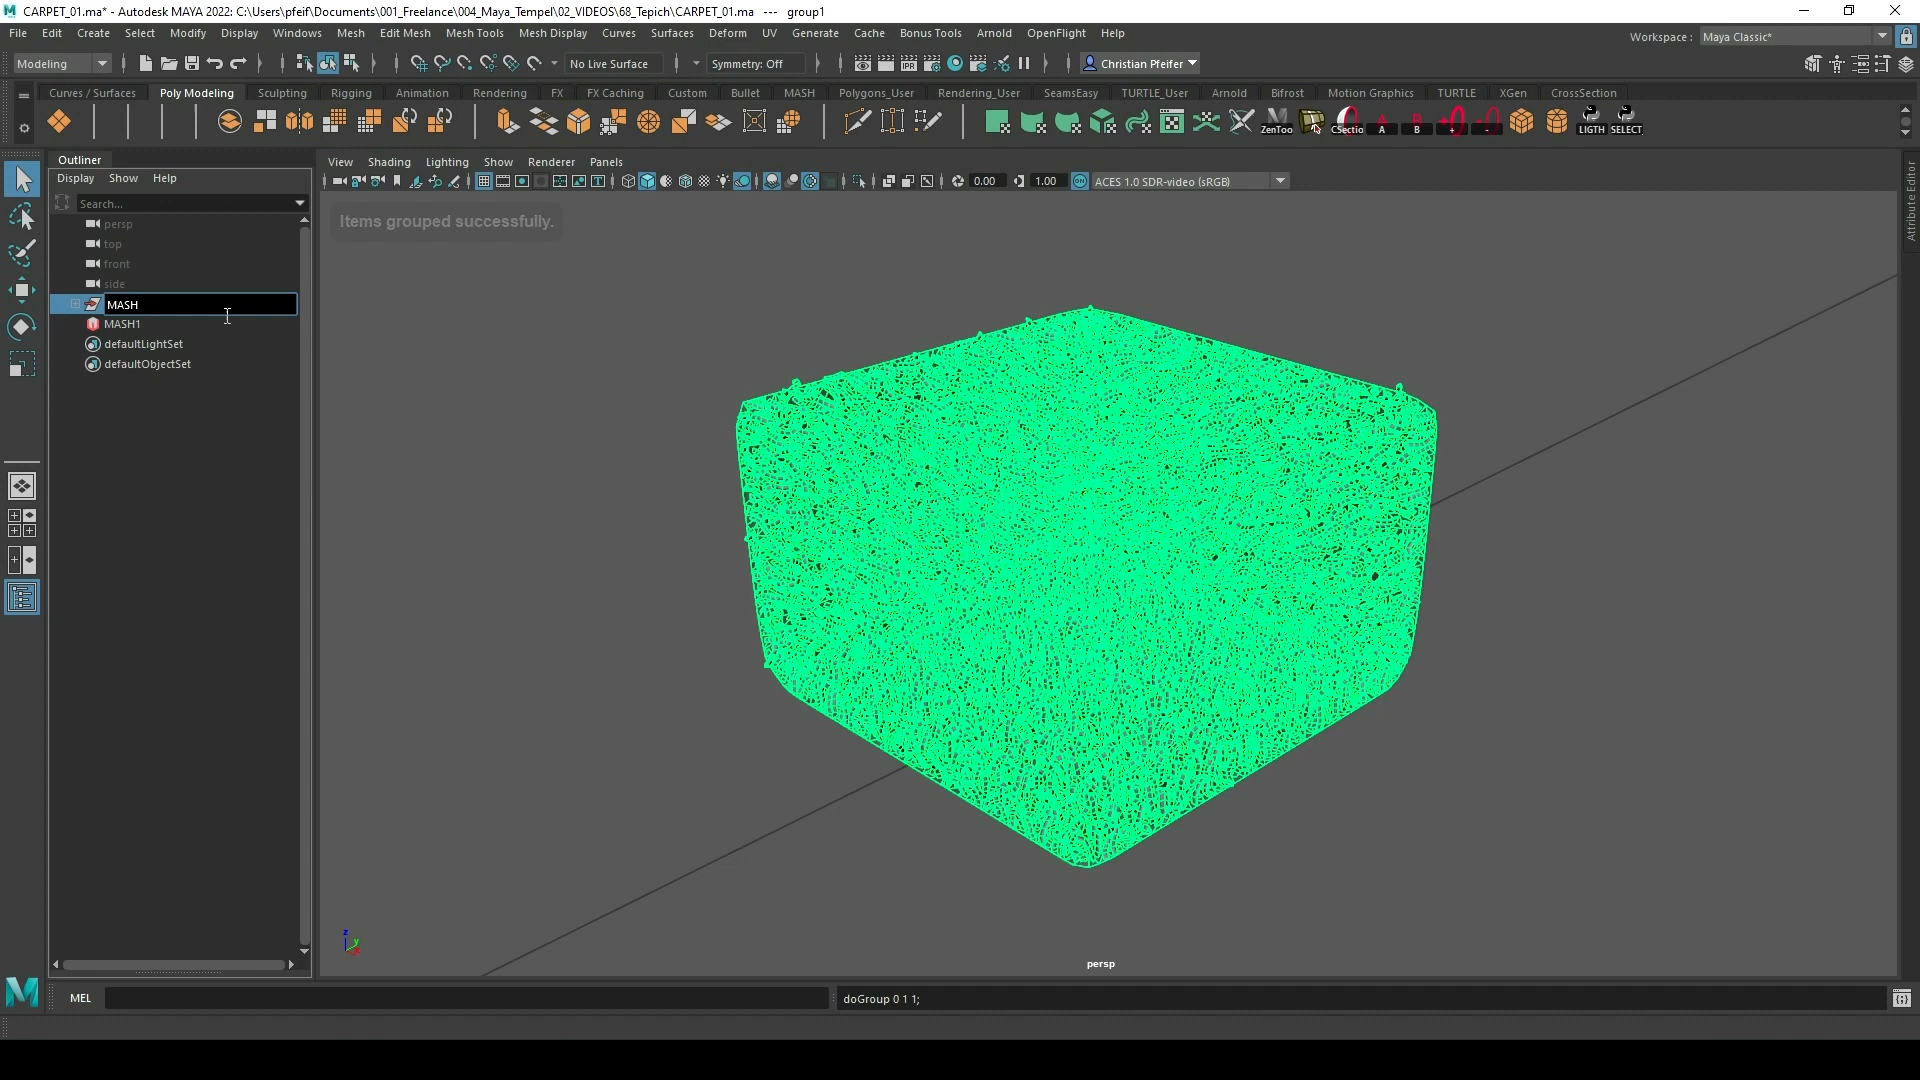 CARPET_01.ma* - Autodesk MAYA 2022: C:\Users\pfeif\Documents\001_Freelance\004_Maya_Tempel\02_VIDEOS\68_Tepich\CARPET_01.ma --- group1
File Edit Create Select Modify Display Windows Mesh Edit Mesh Mesh Tools Mesh Display Curves Surfaces Deform UV Generate Cache Bonus Tools Arnold OpenFlight Help
Workspace : Maya Classic*
Modeling No Live Surface Symmetry: Off Christian Pfeifer
Curves / Surfaces Poly Modeling Sculpting Rigging Animation Rendering FX FX Caching Custom Bullet MASH Polygons_User Rendering_User SeamsEasy TURTLE_User Arnold Bifrost Motion Graphics TURTLE XGen CrossSection
ZenToo CSectio A B + - LIGTH SELECT
Outliner
Display Show Help
Search...
persp
top
front
side
MASH
MASH1
defaultLightSet
defaultObjectSet
View Shading Lighting Show Renderer Panels
0.00 1.00 ON ACES 1.0 SDR-video (sRGB)
Items grouped successfully.
Attribute Editor
z
y
persp
MEL
doGroup 0 1 1;